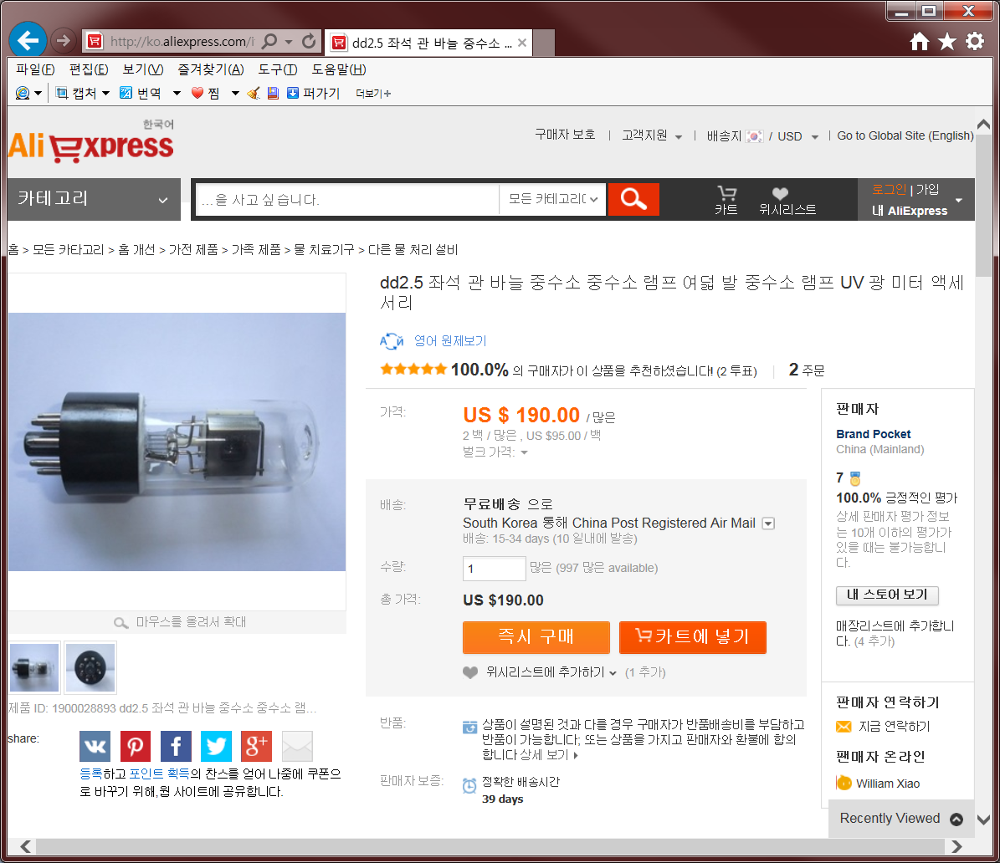 http://ko.aliexpress.com/i
dd2.5 좌석 관 바늘 중수소 ...
파일(F) 편집(E) 보기(V) 즐겨찾기(A) 도구(T) 도움말(H)
캡처 번역 찜 퍼가기 더보기+
한국어
AliExpress
구매자 보호 | 고객지원 | 배송지 / USD | Go to Global Site (English)
카테고리
...을 사고 싶습니다.
모든 카테고리(
카트
위시리스트
로그인 | 가입
내 AliExpress
홈 > 모든 카타고리 > 홈 개선 > 가전 제품 > 가족 제품 > 물 치료기구 > 다른 물 처리 설비
dd2.5 좌석 관 바늘 중수소 중수소 램프 여덟 발 중수소 램프 UV 광 미터 액세
서리
영어 원제보기
100.0% 의 구매자가 이 상품을 추천하셨습니다! (2 투표) 2 주문
가격: US $ 190.00 / 많은
2 백 / 많은 , US $95.00 / 백
벌크 가격:
배송: 무료배송 으로
South Korea 통해 China Post Registered Air Mail
배송: 15-34 days (10 일내에 발송)
수량: 1 많은 (997 많은 available)
총 가격: US $190.00
즉시 구매 카트에 넣기
위시리스트에 추가하기 (1 추가)
반품: 상품이 설명된 것과 다를 경우 구매자가 반품배송비를 부담하고
반품이 가능합니다; 또는 상품을 가지고 판매자와 환불에 합의
합니다 상세 보기
판매자 보증: 정확한 배송시간
39 days
마우스를 올려서 확대
제품 ID: 1900028893 dd2.5 좌석 관 바늘 중수소 중수소 램...
share:
등록하고 포인트 획득의 찬스를 얻어 나중에 쿠폰으
로 바꾸기 위해,웹 사이트에 공유합니다.
판매자
Brand Pocket
China (Mainland)
7
100.0% 긍정적인 평가
상세 판매자 평가 정보
는 10개 이하의 평가가
있을 때는 불가능합니
다.
내 스토어 보기
매장리스트에 추가합니
다. (4 추가)
판매자 연락하기
지금 연락하기
팬매자 온라인
William Xiao
Recently Viewed